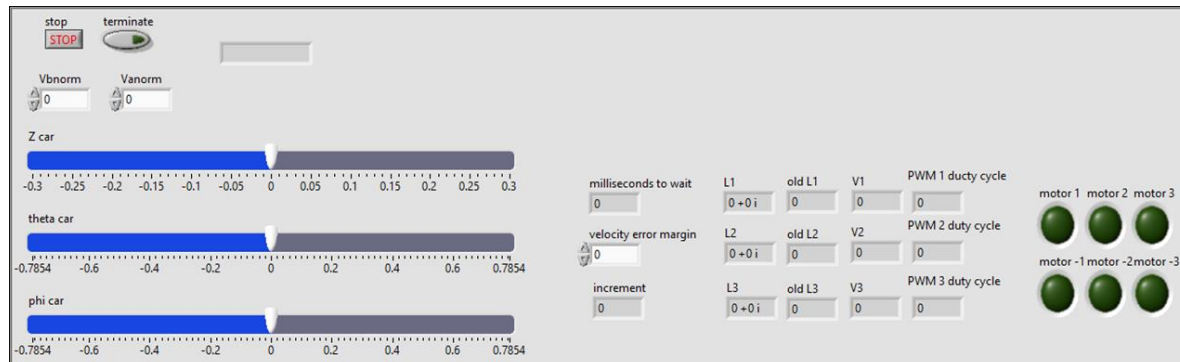 stop terminate
STOP
Vbnorm Vanorm
0 0
Z car
-0.3 -0.25 -0.2 -0.15 -0.1 -0.05 0 0.05 0.1 0.15 0.2 0.25 0.3
theta car
-0.7854 -0.6 -0.4 -0.2 0 0.2 0.4 0.6 0.7854
phi car
-0.7854 -0.6 -0.4 -0.2 0 0.2 0.4 0.6 0.7854
milliseconds to wait L1 old L1 V1 PWM 1 ducty cycle
0 0 +0 i 0 0 0
velocity error margin L2 old L2 V2 PWM 2 duty cycle
0 0 +0 i 0 0 0
increment L3 old L3 V3 PWM 3 duty cycle
0 0 +0 i 0 0 0
motor 1 motor 2 motor 3
motor -1 motor -2 motor -3